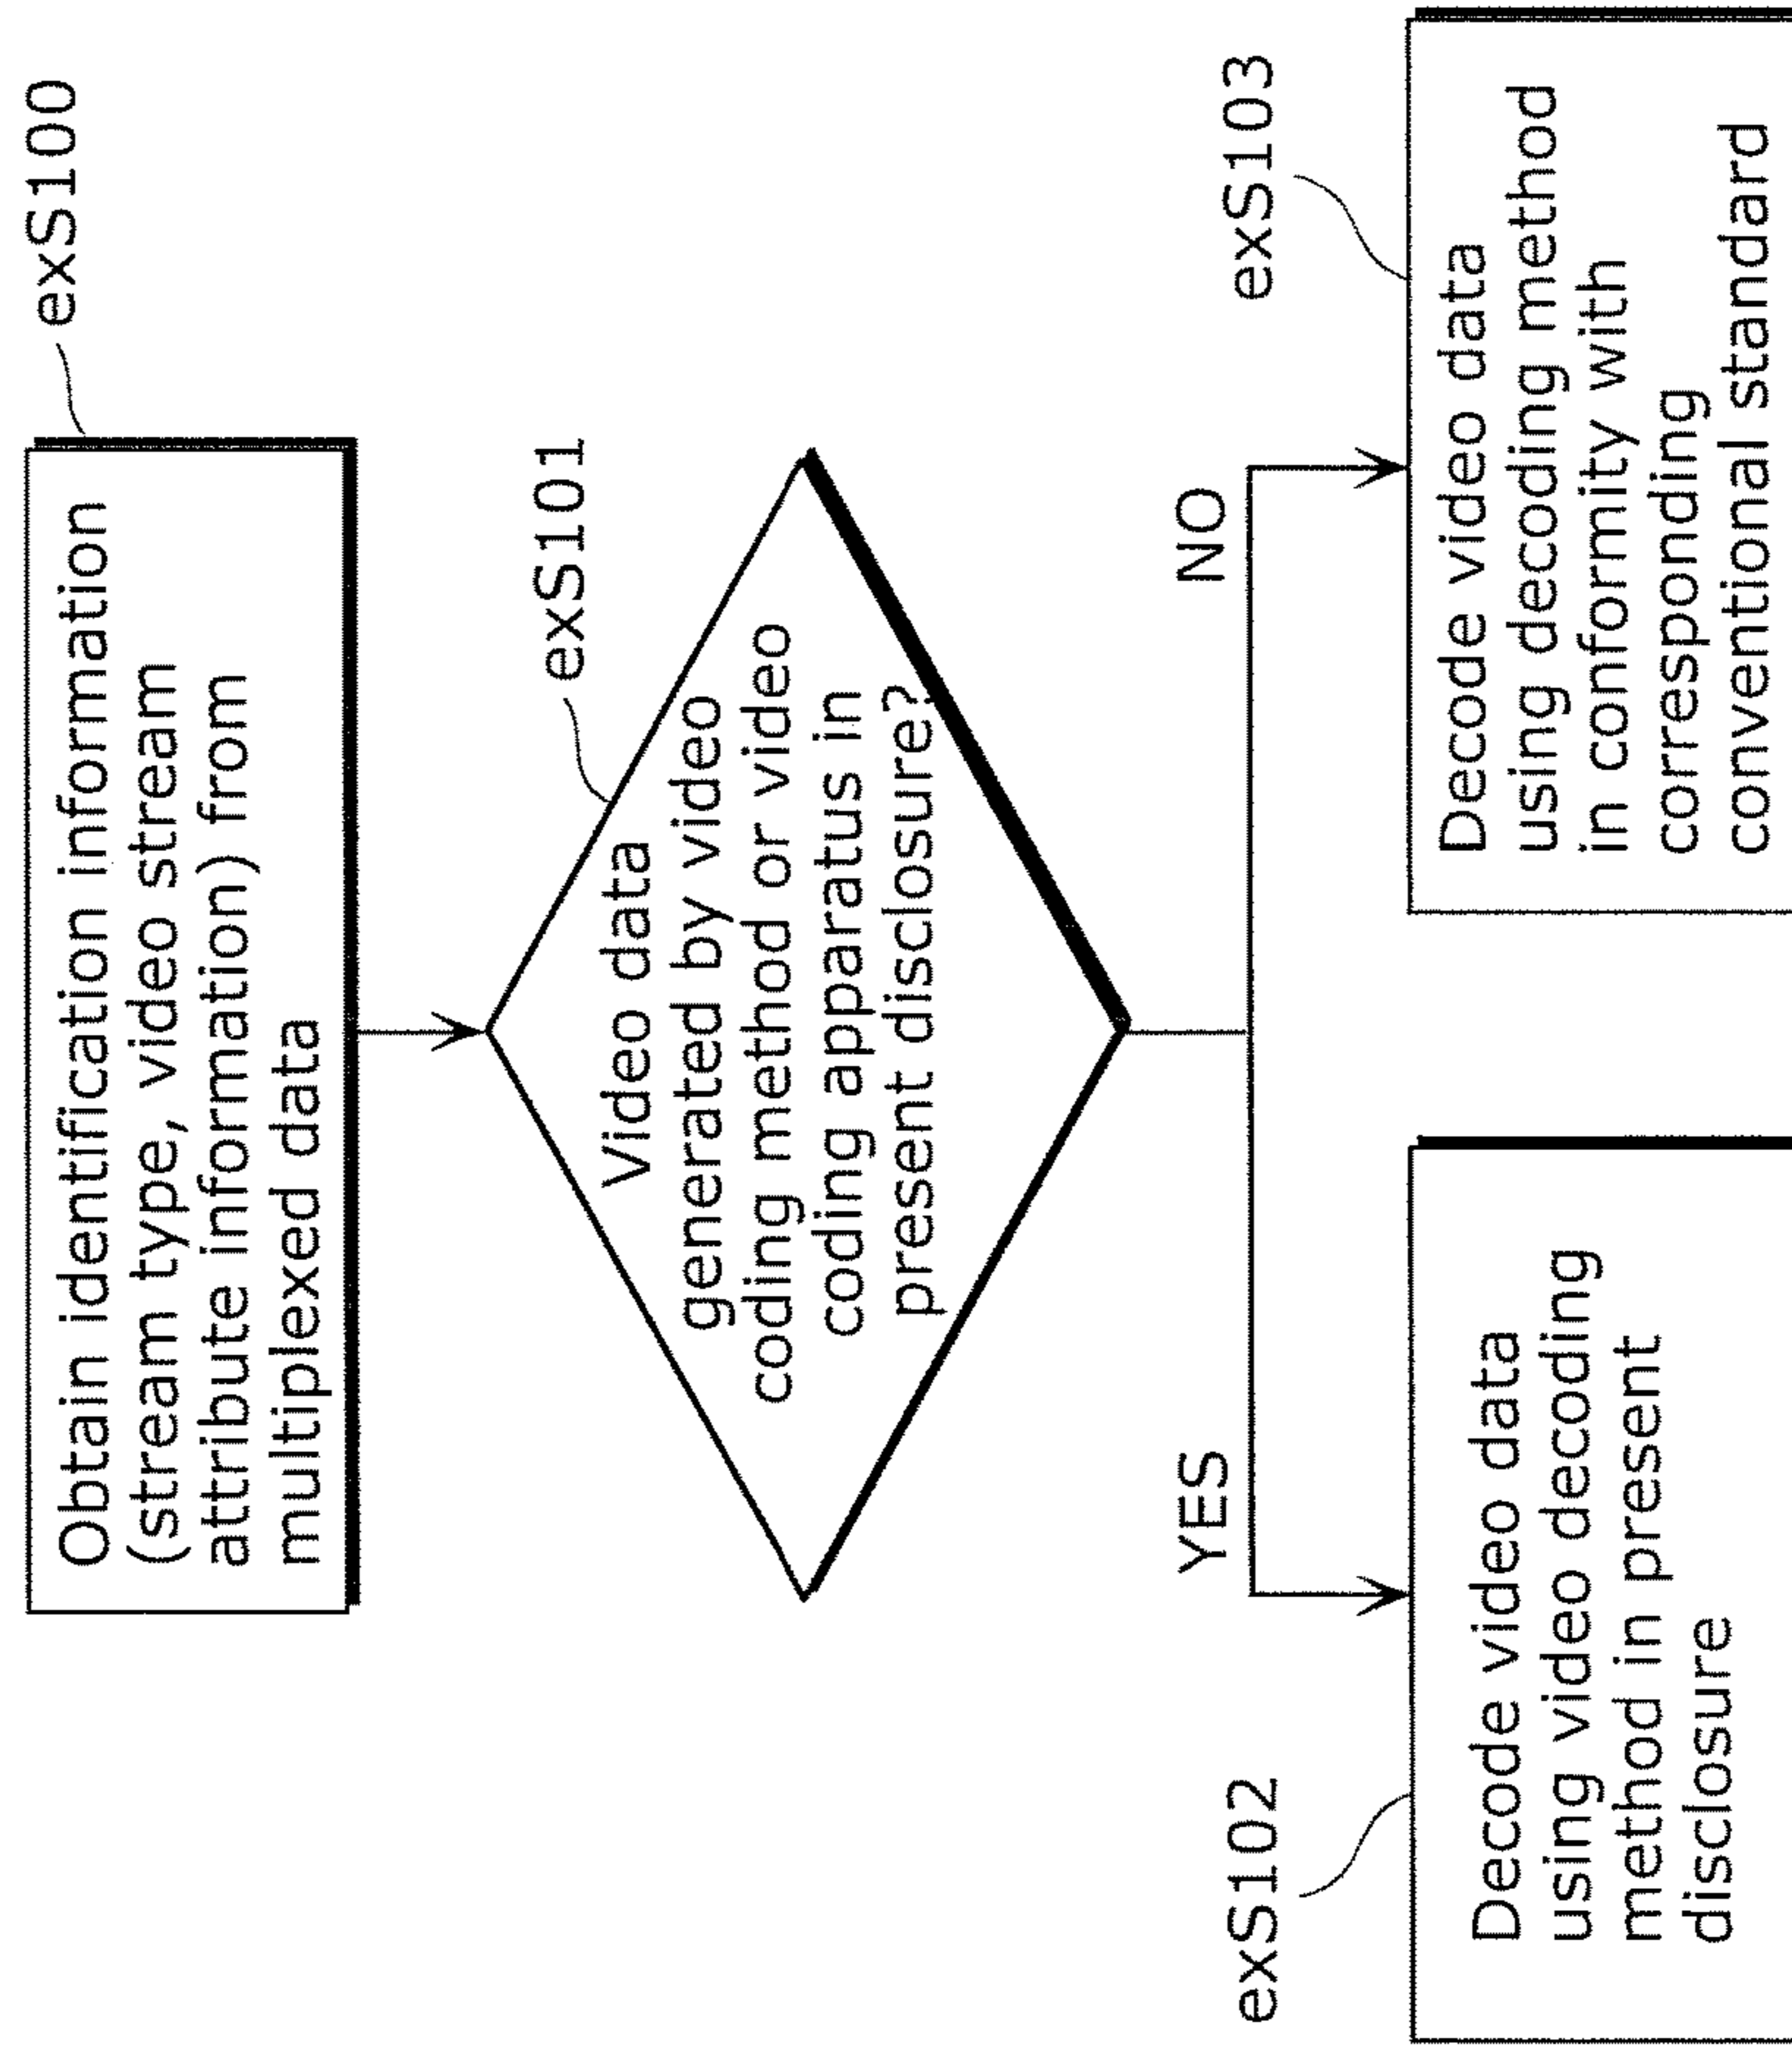 exS100
Obtain identification information
(stream type, video stream
attribute information) from
multiplexed data
exS101
Video data
generated by video
coding method or video
coding apparatus in
present disclosure?
YES
NO
exS102
Decode video data
using video decoding
method in present
disclosure
exS103
Decode video data
using decoding method
in conformity with
corresponding
conventional standard